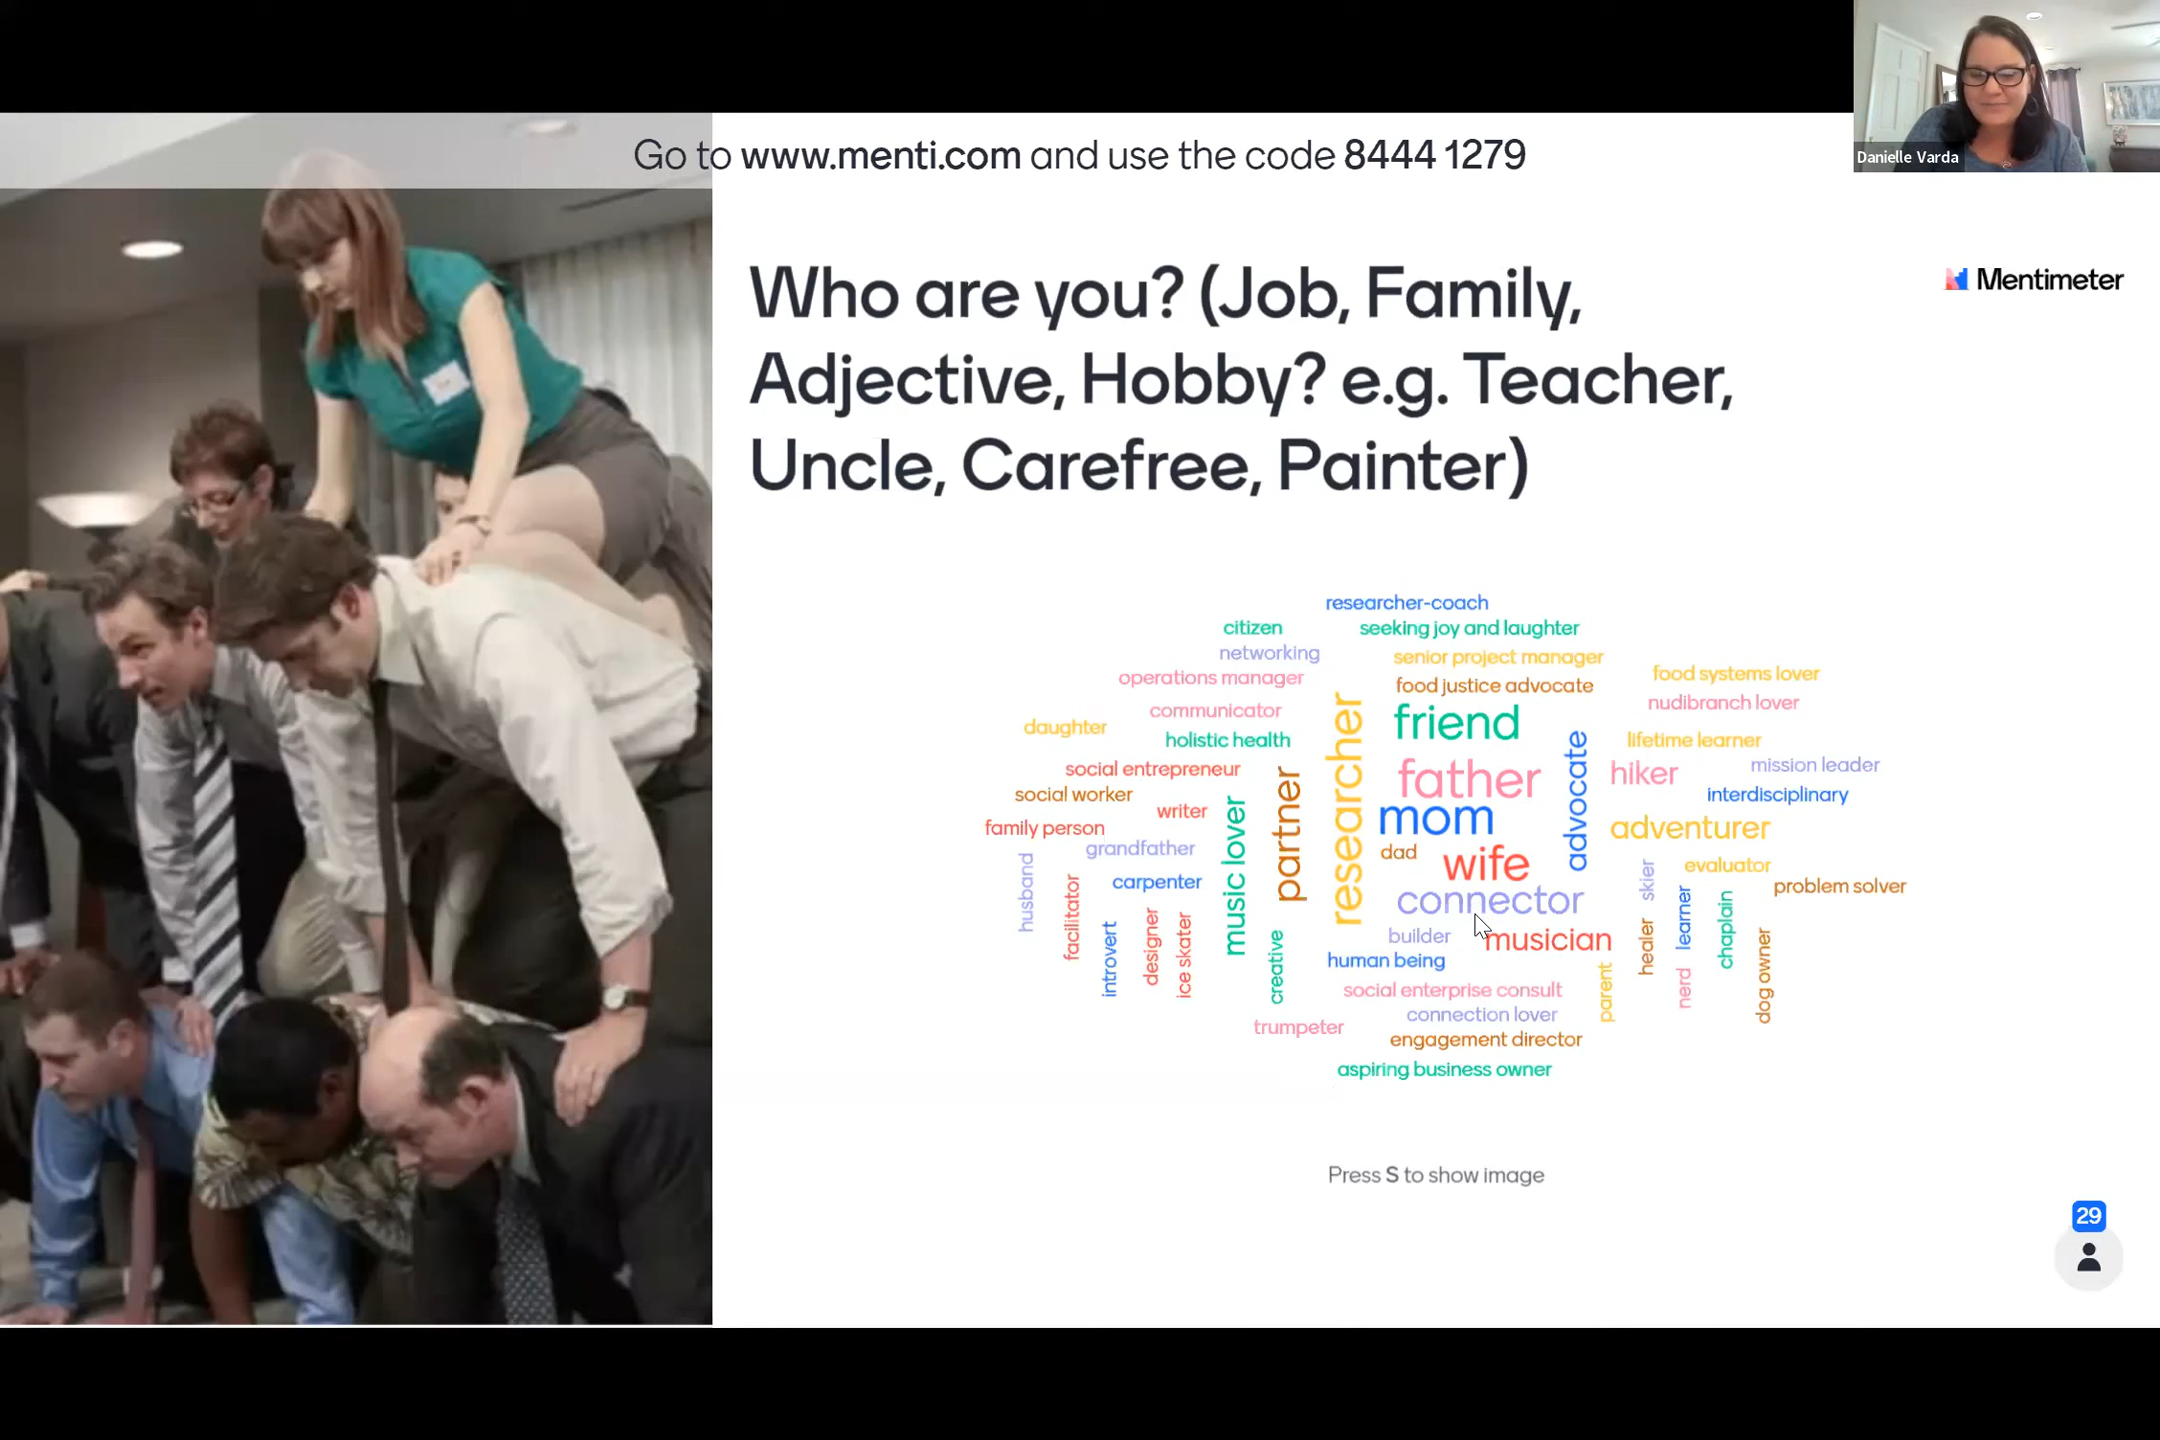 Danielle Varda
Go to www.menti.com and use the code 8444 1279
Mentimeter
Who are you? (Job, Family,
Adjective, Hobby? e.g. Teacher,
Uncle, Carefree, Painter)
researcher-coach
citizen
seeking joy and laughter
networking
senior project manager
food systems lover
operations manager
food justice advocate
nudibranch lover
communicator
friend
daughter
holistic health
lifetime learner
researcher
advocate
social entrepreneur
father
hiker
mission leader
social worker
partner
interdisciplinary
writer
mom
family person
adventurer
grandfather
music lover
dad
wife
evaluator
husband
carpenter
connector
skier
problem solver
facilitator
learner
chaplain
introvert
designer
ice skater
creative
builder
musician
healer
dog owner
human being
nerd
parent
social enterprise consult
connection lover
trumpeter
engagement director
aspiring business owner
Press S to show image
29